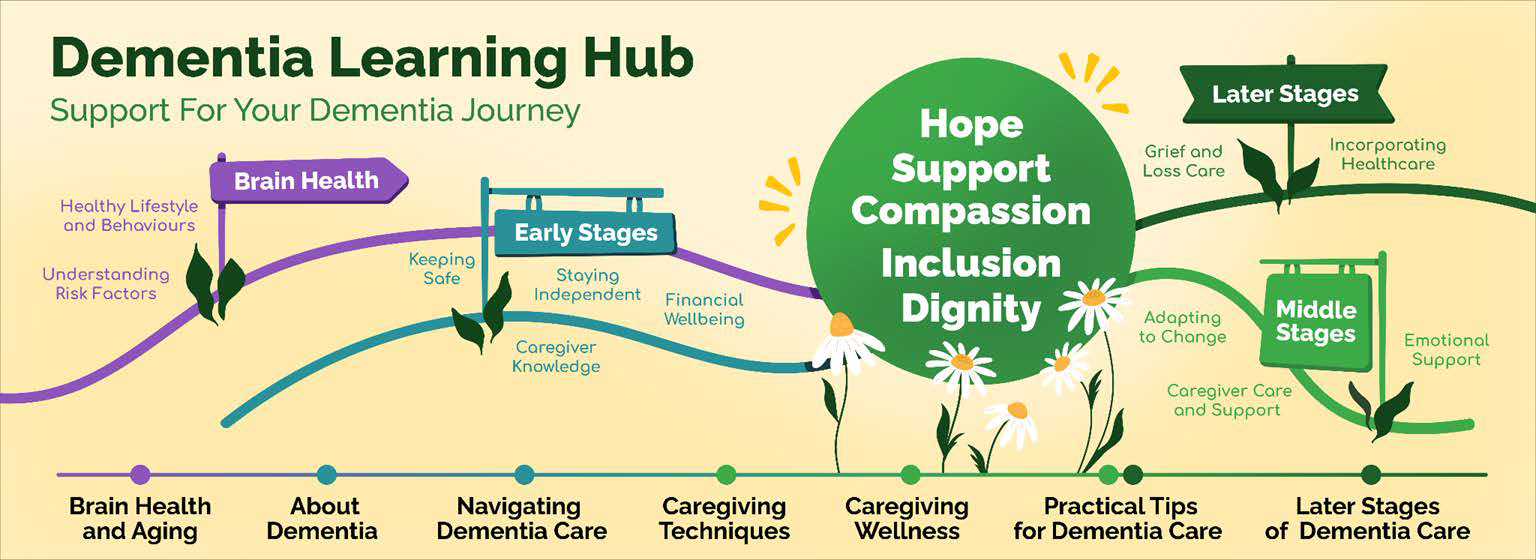 Dementia Learning Hub
Support For Your Dementia Journey
Brain Health
Healthy Lifestyle
and Behaviours
Understanding
Risk Factors
Early Stages
Keeping
Safe
Staying
Independent
Financial
Wellbeing
Caregiver
Knowledge
Hope
Support
Compassion
Inclusion
Dignity
Later Stages
Grief and
Loss Care
Incorporating
Healthcare
Middle
Stages
Adapting
to Change
Emotional
Support
Caregiver Care
and Support
Brain Health
and Aging
About
Dementia
Navigating
Dementia Care
Caregiving
Techniques
Caregiving
Wellness
Practical Tips
for Dementia Care
Later Stages
of Dementia Care